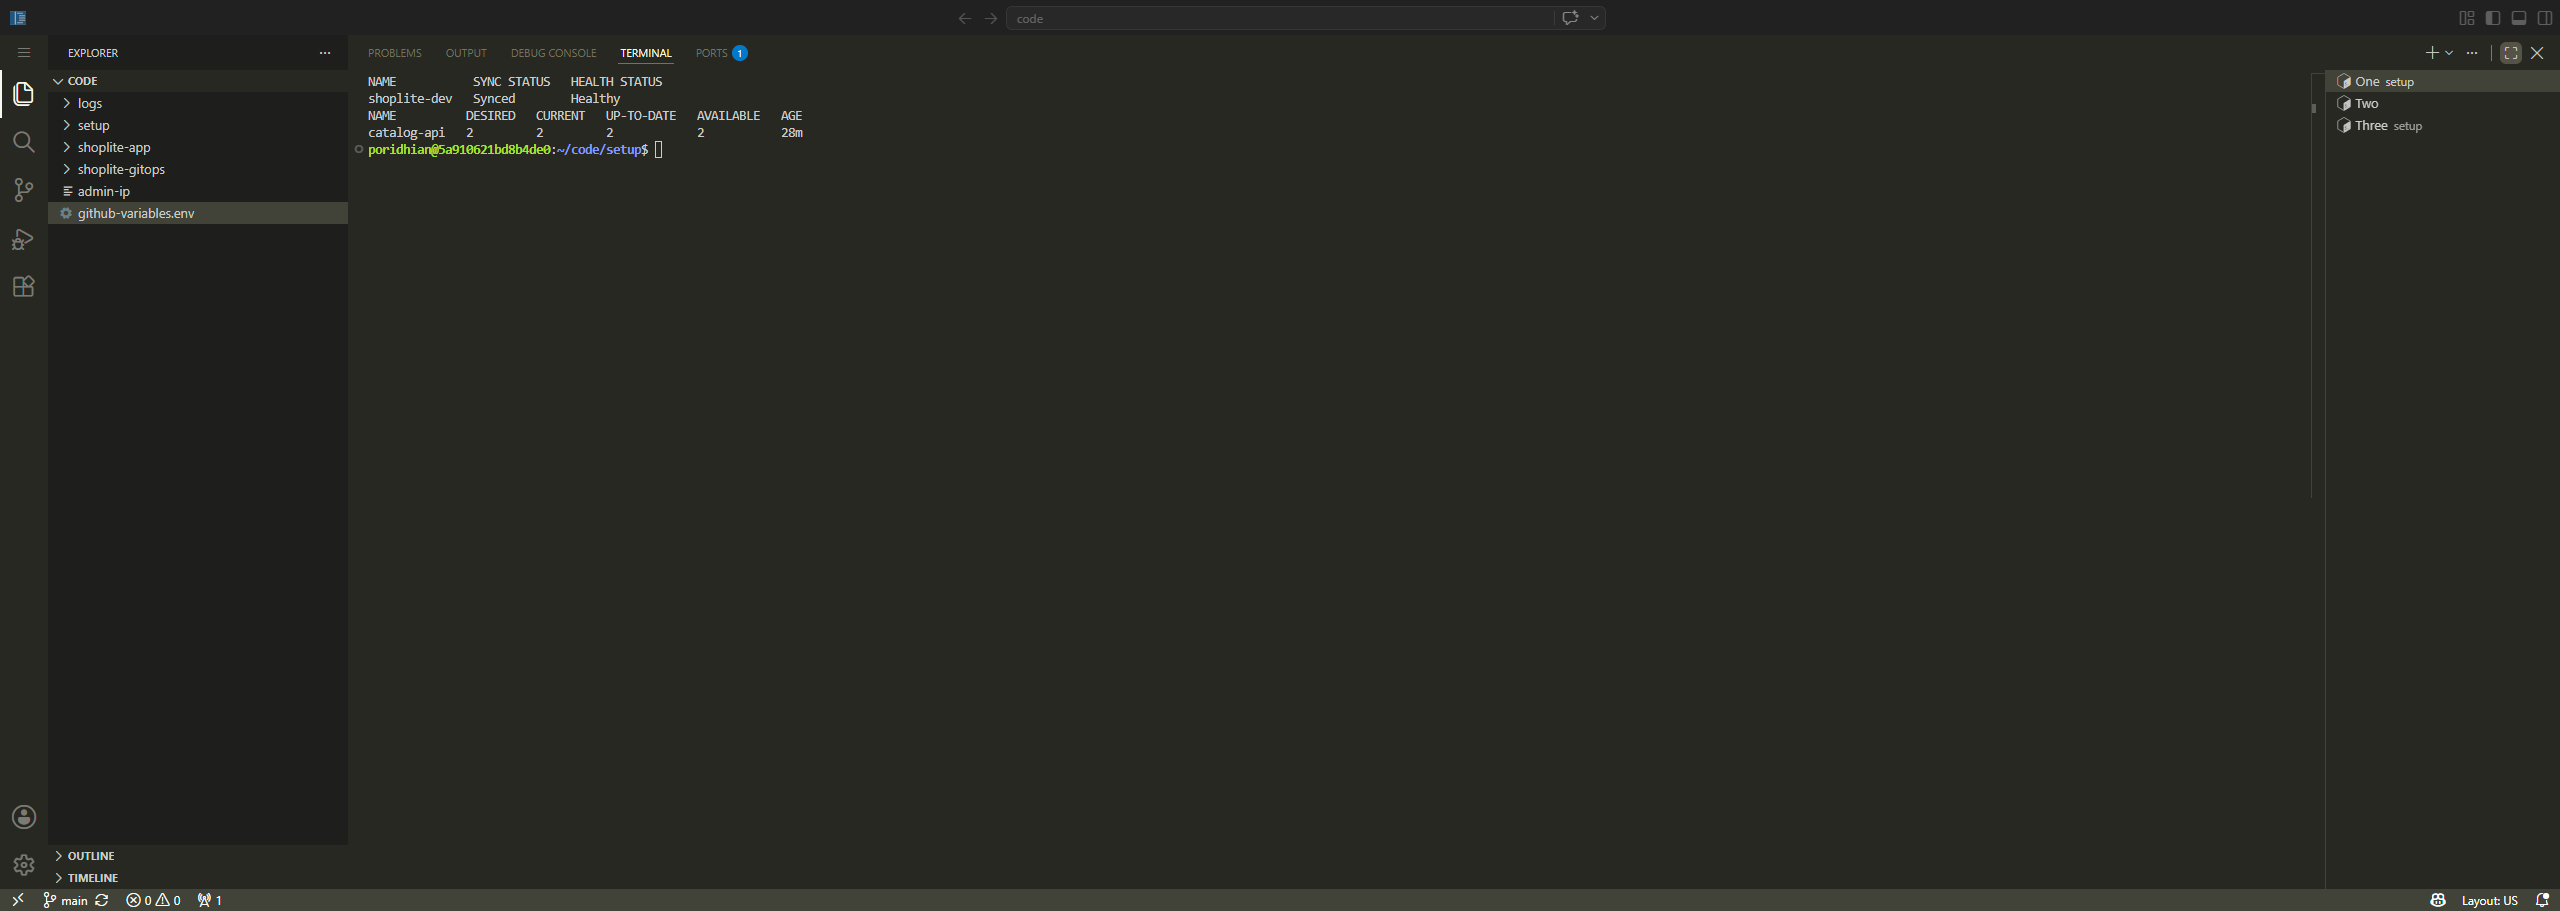 code
EXPLORER
CODE
logs
setup
shoplite-app
shoplite-gitops
admin-ip
github-variables.env
OUTLINE
TIMELINE
PROBLEMS OUTPUT DEBUG CONSOLE TERMINAL PORTS 1
NAME SYNC STATUS HEALTH STATUS
shoplite-dev Synced Healthy
NAME DESIRED CURRENT UP-TO-DATE AVAILABLE AGE
catalog-api 2 2 2 2 28m
poridhian@5a910621bd8b4de0:~/code/setup$
One setup
Two
Three setup
main 0 0 1 Layout: US